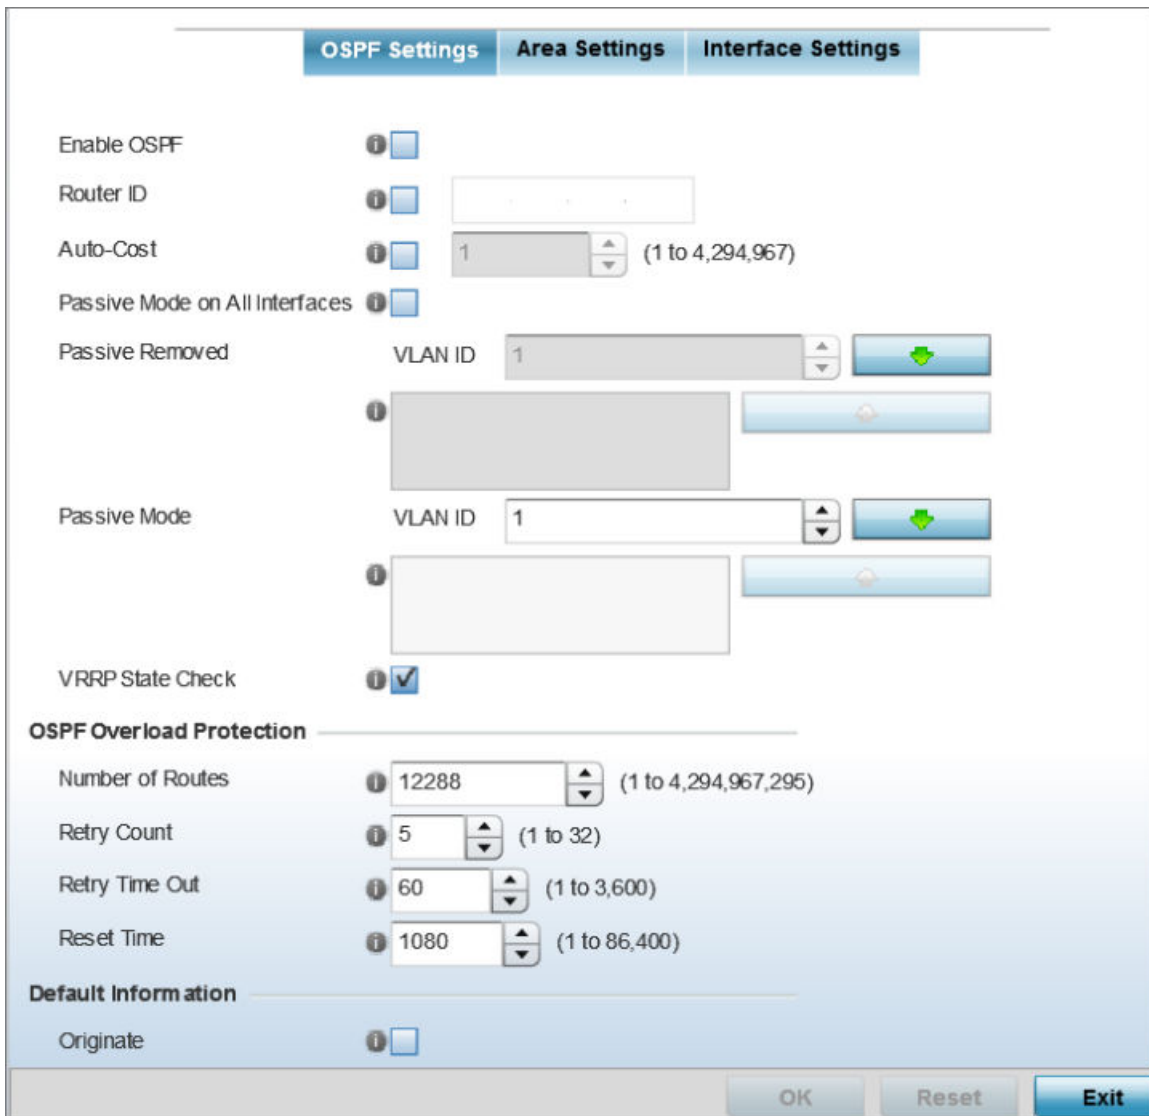 OSPF Settings Area Settings Interface Settings
Enable OSPF
Router ID . . .
Auto-Cost 1 (1 to 4,294,967)
Passive Mode on All Interfaces
Passive Removed VLAN ID 1
Passive Mode VLAN ID 1
VRRP State Check
OSPF Overload Protection
Number of Routes 12288 (1 to 4,294,967,295)
Retry Count 5 (1 to 32)
Retry Time Out 60 (1 to 3,600)
Reset Time 1080 (1 to 86,400)
Default Information
Originate
OK Reset Exit